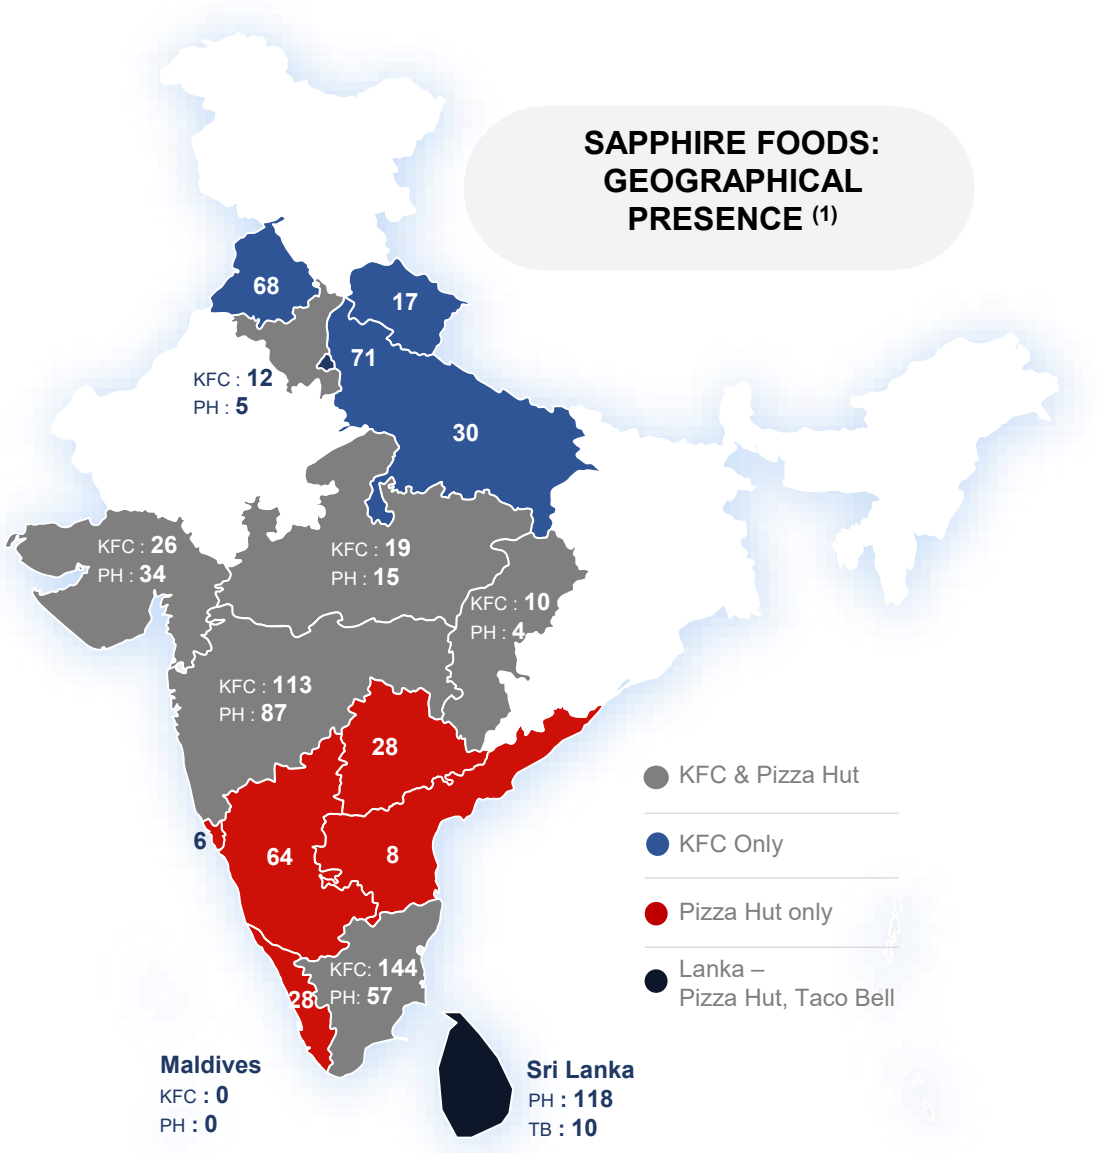 SAPPHIRE FOODS:
GEOGRAPHICAL
PRESENCE (1)
68
17
71
KFC : 12
PH : 5
30
KFC : 26
PH : 34
KFC : 19
PH : 15
KFC : 10
PH : 4
KFC : 113
PH : 87
28
6
64
8
KFC: 144
PH: 57
28
KFC & Pizza Hut
KFC Only
Pizza Hut only
Lanka –
Pizza Hut, Taco Bell
Maldives
KFC : 0
PH : 0
Sri Lanka
PH : 118
TB : 10